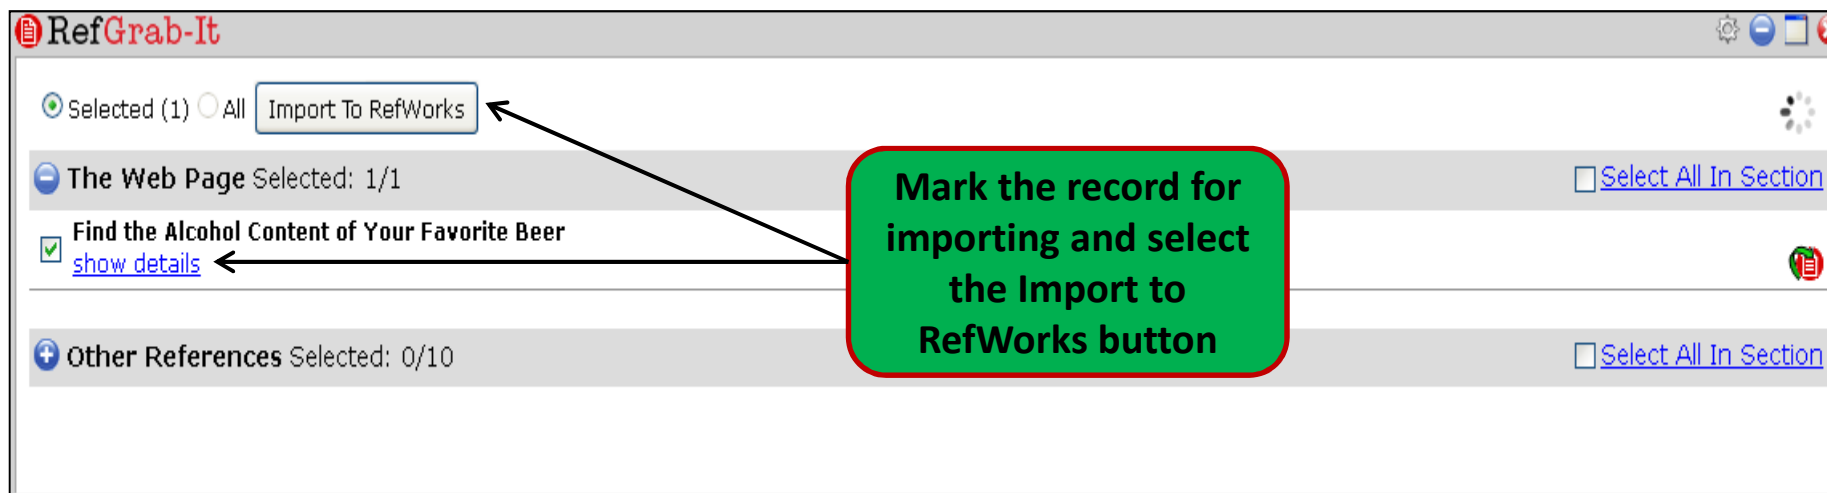 RefGrab-It
Selected (1) All Import To RefWorks
The Web Page Selected: 1/1
Select All In Section
Find the Alcohol Content of Your Favorite Beer
show details
Mark the record for
importing and select
the Import to
RefWorks button
Other References Selected: 0/10
Select All In Section